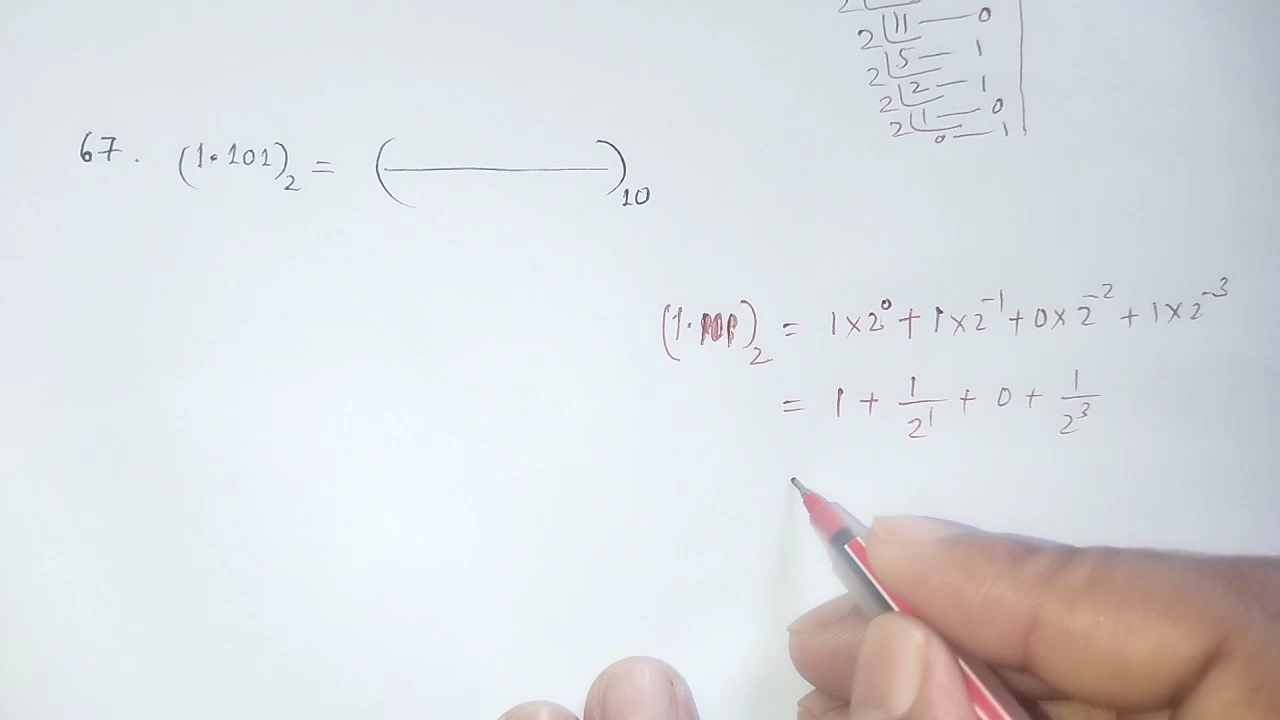 2 | 11 — 0
2 | 5 — 1
2 | 2 — 1
2 | 1 — 0
0 — 1
67. (1.101)₂ = (__________)₁₀
(1.101)₂ = 1×2⁰ + 1×2⁻¹ + 0×2⁻² + 1×2⁻³
= 1 + 1/2¹ + 0 + 1/2³